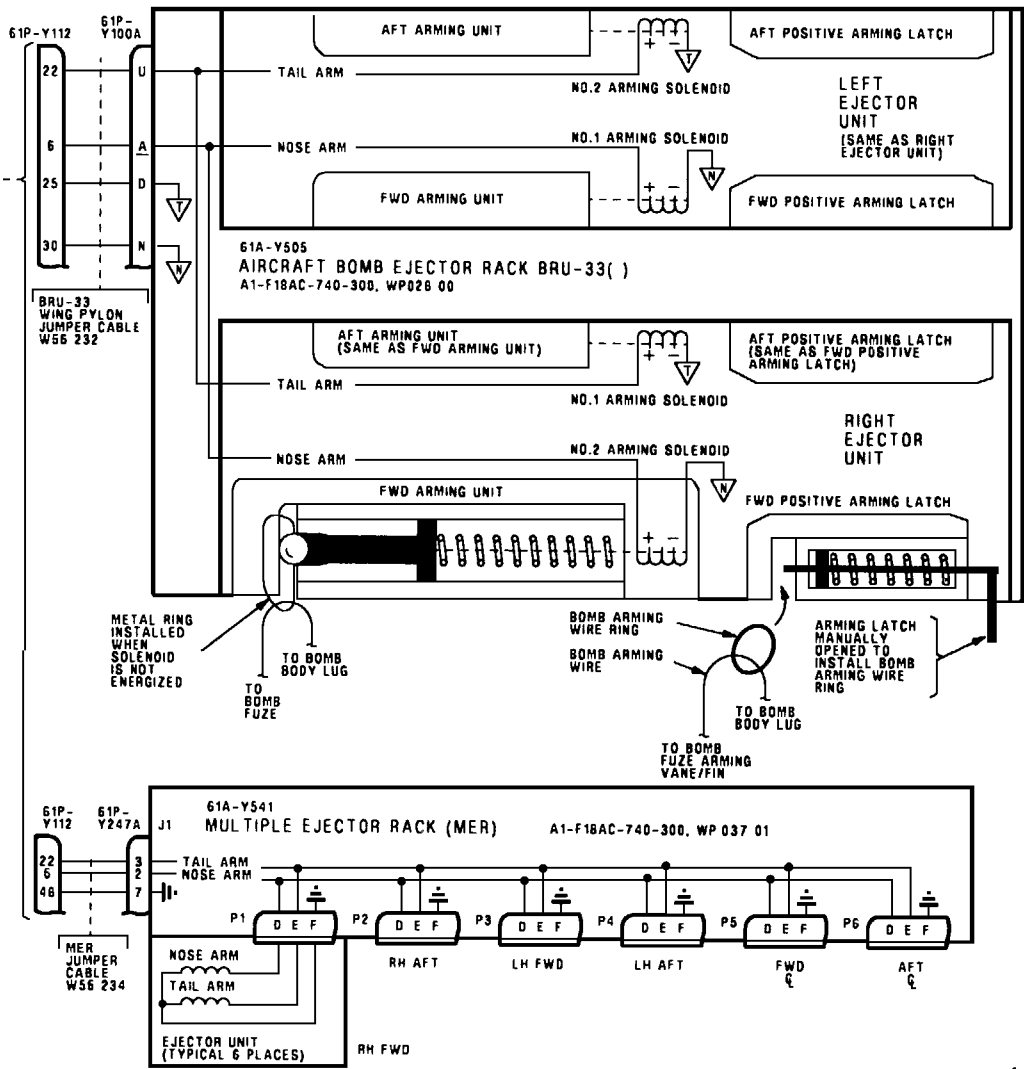 61P-Y112
61P-
Y100A
22
6
25
30
U
A
D
N
T
N
BRU-33
WING PYLON
JUMPER CABLE
W56 232
AFT ARMING UNIT
+ -
T
AFT POSITIVE ARMING LATCH
TAIL ARM
NO.2 ARMING SOLENOID
LEFT
EJECTOR
UNIT
(SAME AS RIGHT
EJECTOR UNIT)
NO.1 ARMING SOLENOID
NOSE ARM
N
FWD ARMING UNIT
+ -
FWD POSITIVE ARMING LATCH
61A-Y505
AIRCRAFT BOMB EJECTOR RACK BRU-33( )
A1-F18AC-740-300, WP026 00
AFT ARMING UNIT
(SAME AS FWD ARMING UNIT)
+ -
T
AFT POSITIVE ARMING LATCH
(SAME AS FWD POSITIVE
ARMING LATCH)
TAIL ARM
NO.1 ARMING SOLENOID
RIGHT
EJECTOR
UNIT
NO.2 ARMING SOLENOID
NOSE ARM
N
FWD ARMING UNIT
FWD POSITIVE ARMING LATCH
+ -
METAL RING
INSTALLED
WHEN
SOLENOID
IS NOT
ENERGIZED
TO BOMB
BODY LUG
TO
BOMB
FUZE
BOMB ARMING
WIRE RING
BOMB ARMING
WIRE
ARMING LATCH
MANUALLY
OPENED TO
INSTALL BOMB
ARMING WIRE
RING
TO BOMB
BODY LUG
TO BOMB
FUZE ARMING
VANE/FIN
61P-
Y112
61P-
Y247A
J1
61A-Y541
MULTIPLE EJECTOR RACK (MER)
A1-F18AC-740-300, WP 037 01
22
6
46
3
2
7
TAIL ARM
NOSE ARM
MER
JUMPER
CABLE
W56 234
P1
D E F
P2
D E F
P3
D E F
P4
D E F
P5
D E F
P6
D E F
RH AFT
LH FWD
LH AFT
FWD
℄
AFT
℄
NOSE ARM
TAIL ARM
EJECTOR UNIT
(TYPICAL 6 PLACES)
RH FWD